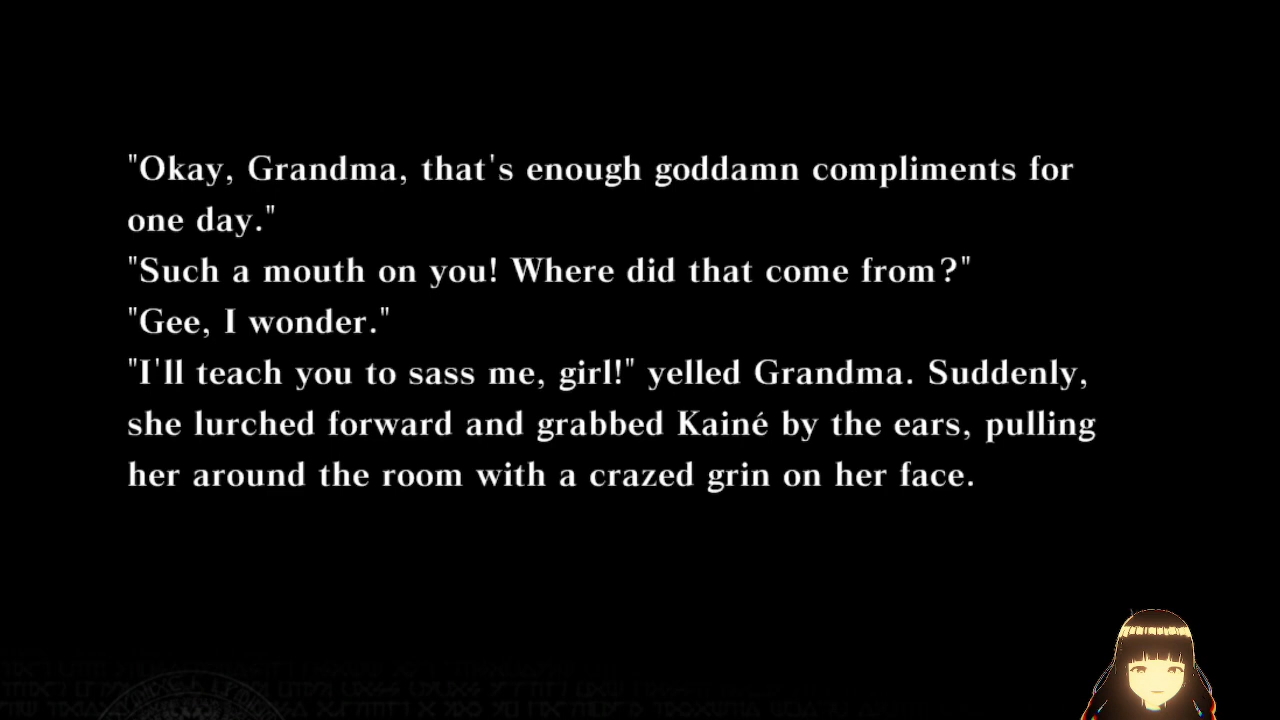 "Okay, Grandma, that's enough goddamn compliments for
one day."
"Such a mouth on you! Where did that come from?"
"Gee, I wonder."
"I'll teach you to sass me, girl!" yelled Grandma. Suddenly,
she lurched forward and grabbed Kainé by the ears, pulling
her around the room with a crazed grin on her face.